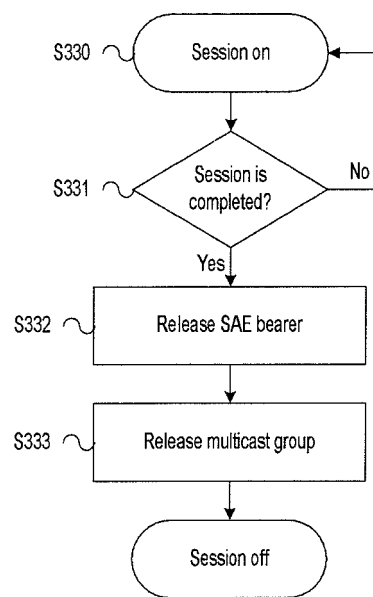 S330
Session on
S331
Session is
completed?
No
Yes
S332
Release SAE bearer
S333
Release multicast group
Session off